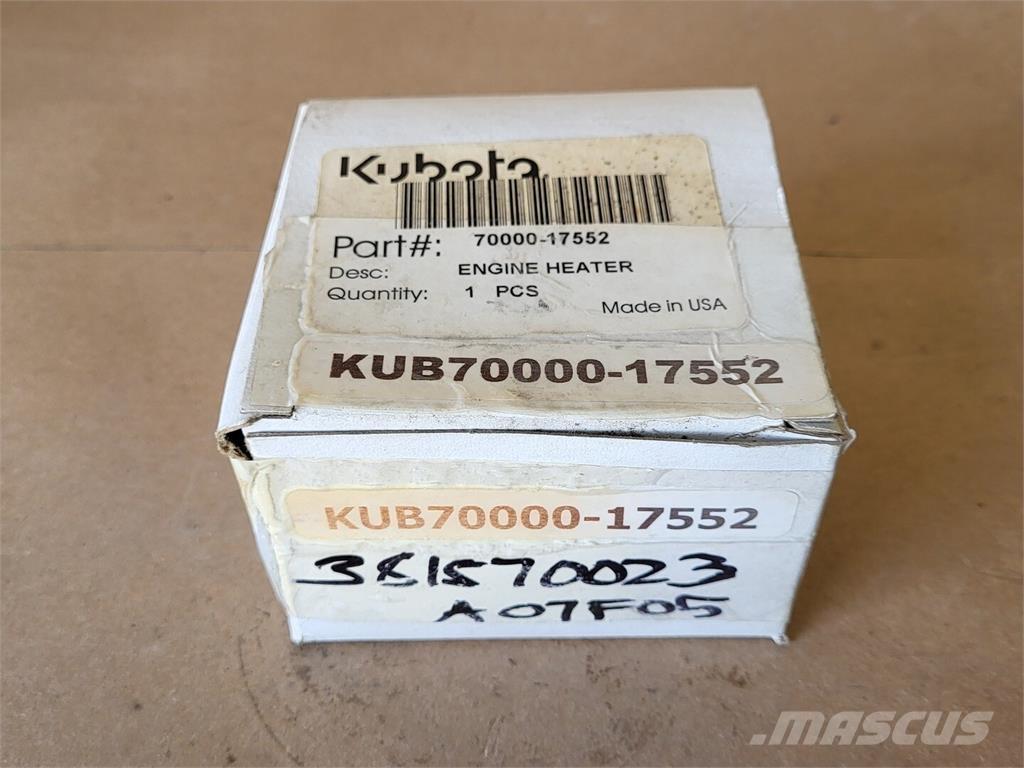 Kubota
Part#: 70000-17552
Desc: ENGINE HEATER
Quantity: 1 PCS
Made in USA
KUB70000-17552
KUB70000-17552
A07F05
MASCUS